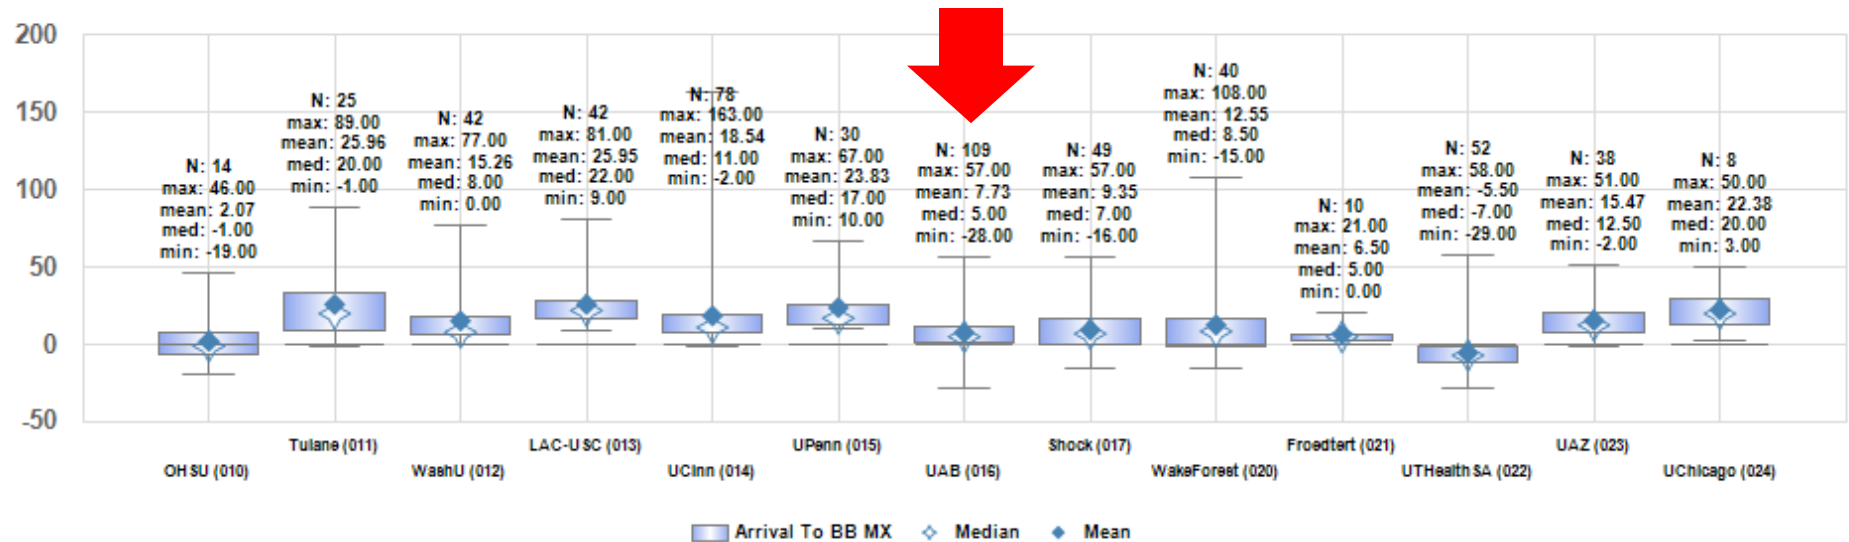 200
150
100
50
0
-50
N: 14
max: 46.00
mean: 2.07
med: -1.00
min: -19.00
N: 25
max: 89.00
mean: 25.96
med: 20.00
min: -1.00
N: 42
max: 77.00
mean: 15.26
med: 8.00
min: 0.00
N: 42
max: 81.00
mean: 25.95
med: 22.00
min: 9.00
N: 78
max: 163.00
mean: 18.54
med: 11.00
min: -2.00
N: 30
max: 67.00
mean: 23.83
med: 17.00
min: 10.00
N: 109
max: 57.00
mean: 7.73
med: 5.00
min: -28.00
N: 49
max: 57.00
mean: 9.35
med: 7.00
min: -16.00
N: 40
max: 108.00
mean: 12.55
med: 8.50
min: -15.00
N: 10
max: 21.00
mean: 6.50
med: 5.00
min: 0.00
N: 52
max: 58.00
mean: -5.50
med: -7.00
min: -29.00
N: 38
max: 51.00
mean: 15.47
med: 12.50
min: -2.00
N: 8
max: 50.00
mean: 22.38
med: 20.00
min: 3.00
OHSU (010)
Tulane (011)
WashU (012)
LAC-USC (013)
UCinn (014)
UPenn (015)
UAB (016)
Shock (017)
WakeForest (020)
Froedtert (021)
UTHealthSA (022)
UAZ (023)
UChicago (024)
Arrival To BB MX
Median
Mean